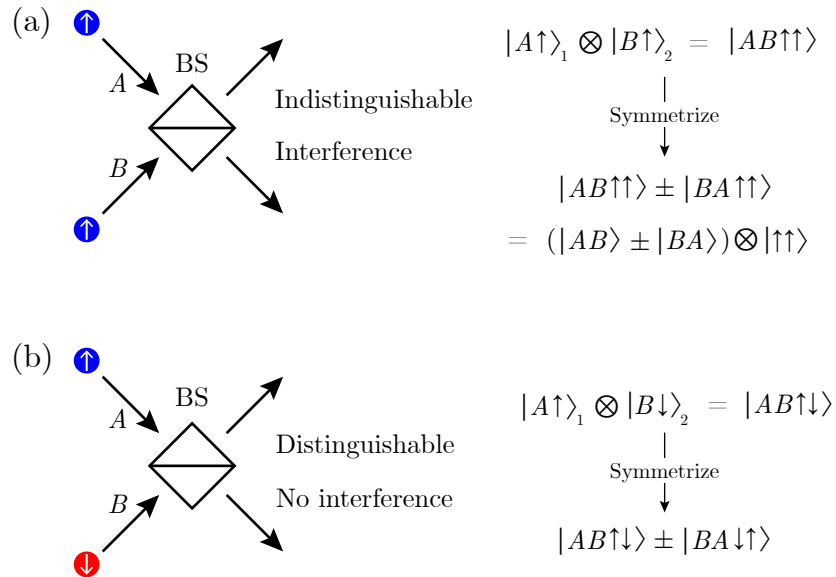 (a)
↑
A
BS
Indistinguishable
B
Interference
↑
|A↑⟩₁ ⊗ |B↑⟩₂ = |AB↑↑⟩
Symmetrize
|AB↑↑⟩ ± |BA↑↑⟩
= (|AB⟩ ± |BA⟩) ⊗ |↑↑⟩
(b)
↑
A
BS
Distinguishable
B
No interference
↓
|A↑⟩₁ ⊗ |B↓⟩₂ = |AB↑↓⟩
Symmetrize
|AB↑↓⟩ ± |BA↓↑⟩